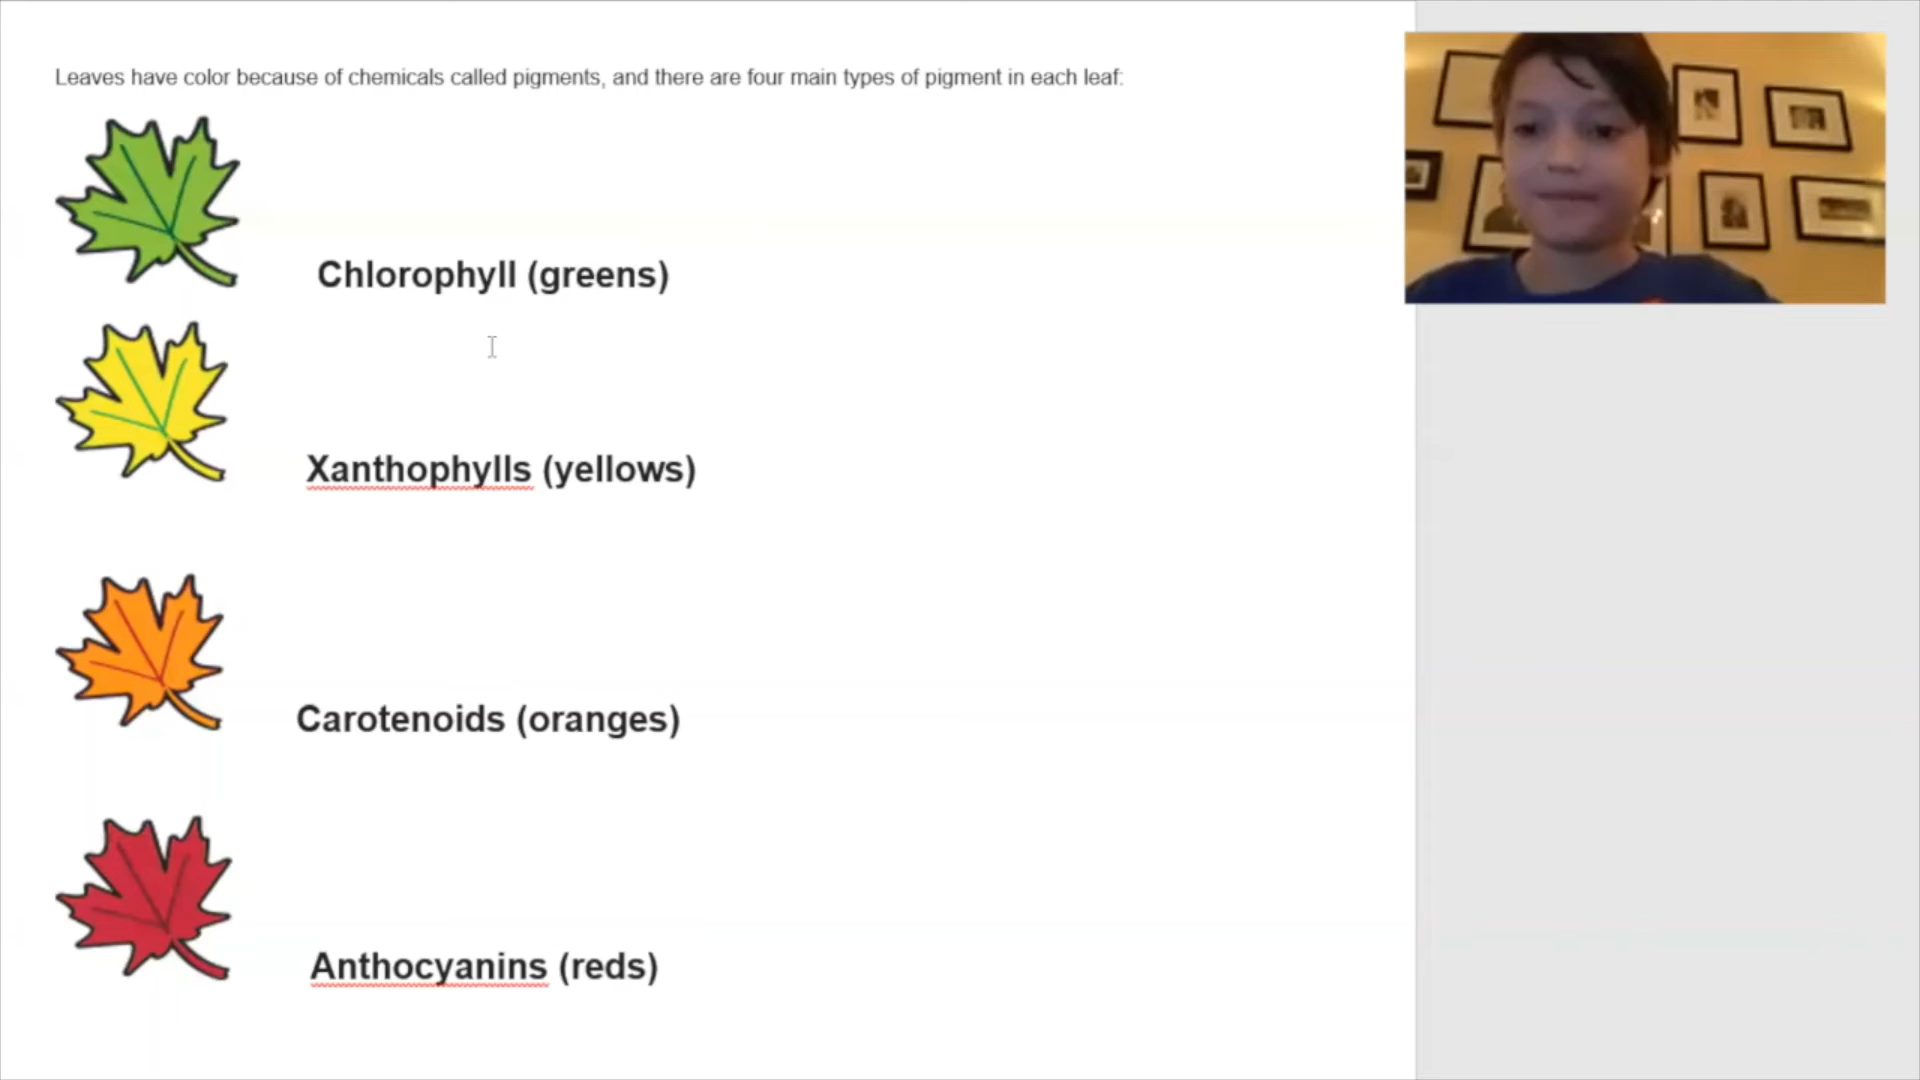 Leaves have color because of chemicals called pigments, and there are four main types of pigment in each leaf:
Chlorophyll (greens)
Xanthophylls (yellows)
Carotenoids (oranges)
Anthocyanins (reds)